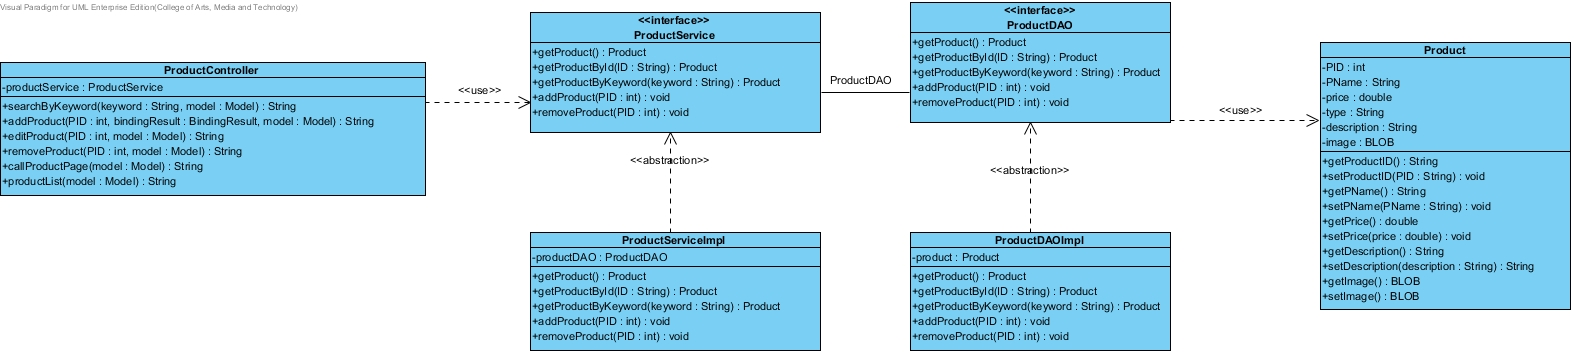 Visual Paradigm for UML Enterprise Edition(College of Arts, Media and Technology)
ProductController
-productService : ProductService
+searchByKeyword(keyword : String, model : Model) : String
+addProduct(PID : int, bindingResult : BindingResult, model : Model) : String
+editProduct(PID : int, model : Model) : String
+removeProduct(PID : int, model : Model) : String
+callProductPage(model : Model) : String
+productList(model : Model) : String
<<use>>
<<interface>>
ProductService
+getProduct() : Product
+getProductById(ID : String) : Product
+getProductByKeyword(keyword : String) : Product
+addProduct(PID : int) : void
+removeProduct(PID : int) : void
<<abstraction>>
ProductServiceImpl
-productDAO : ProductDAO
+getProduct() : Product
+getProductById(ID : String) : Product
+getProductByKeyword(keyword : String) : Product
+addProduct(PID : int) : void
+removeProduct(PID : int) : void
ProductDAO
<<interface>>
ProductDAO
+getProduct() : Product
+getProductById(ID : String) : Product
+getProductByKeyword(keyword : String) : Product
+addProduct(PID : int) : void
+removeProduct(PID : int) : void
<<abstraction>>
ProductDAOImpl
-product : Product
+getProduct() : Product
+getProductById(ID : String) : Product
+getProductByKeyword(keyword : String) : Product
+addProduct(PID : int) : void
+removeProduct(PID : int) : void
<<use>>
Product
-PID : int
-PName : String
-price : double
-type : String
-description : String
-image : BLOB
+getProductID() : String
+setProductID(PID : String) : void
+getPName() : String
+setPName(PName : String) : void
+getPrice() : double
+setPrice(price : double) : void
+getDescription() : String
+setDescription(description : String) : String
+getImage() : BLOB
+setImage() : BLOB